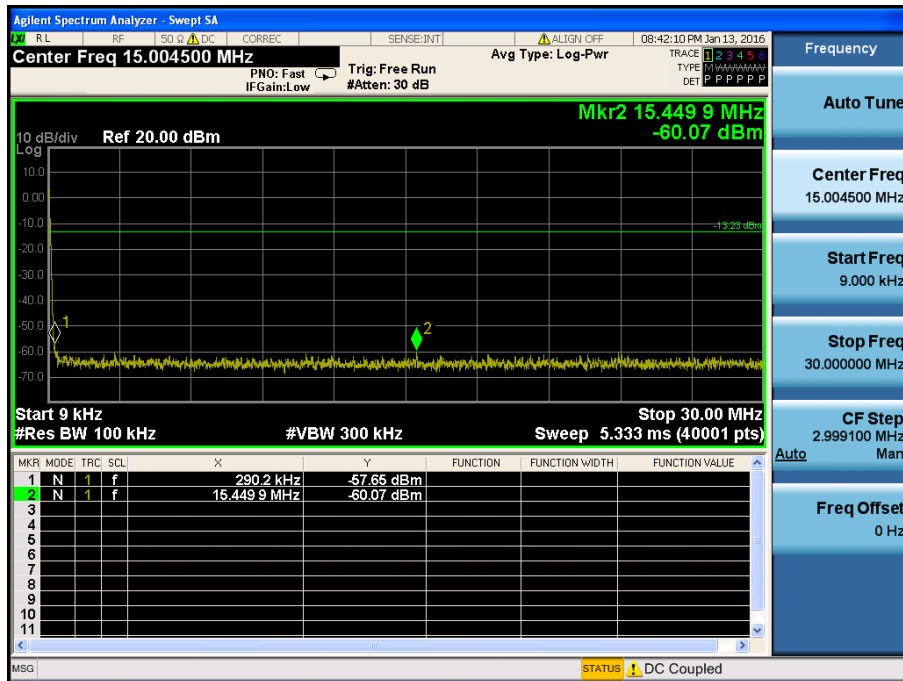 Agilent Spectrum Analyzer - Swept SA
LXI RL RF 50 Ω DC CORREC SENSE:INT ALIGN OFF 08:42:10 PM Jan 13, 2016
Center Freq 15.004500 MHz
PNO: Fast
IFGain:Low
Trig: Free Run
#Atten: 30 dB
Avg Type: Log-Pwr
TRACE 1 2 3 4 5 6
TYPE M WWWWW
DET P P P P P P
Frequency
Mkr2 15.449 9 MHz
-60.07 dBm
10 dB/div Ref 20.00 dBm
Log
10.0
0.00
-10.0
-13.23 dBm
-20.0
-30.0
-40.0
-50.0
1
2
-60.0
-70.0
Start 9 kHz
Stop 30.00 MHz
#Res BW 100 kHz
#VBW 300 kHz
Sweep 5.333 ms (40001 pts)
Auto Tune
Center Freq
15.004500 MHz
Start Freq
9.000 kHz
Stop Freq
30.000000 MHz
CF Step
2.999100 MHz
Auto Man
Freq Offset
0 Hz
MKR MODE TRC SCL X Y FUNCTION FUNCTION WIDTH FUNCTION VALUE
1 N 1 f 290.2 kHz -57.65 dBm
2 N 1 f 15.449 9 MHz -60.07 dBm
3
4
5
6
7
8
9
10
11
MSG
STATUS DC Coupled